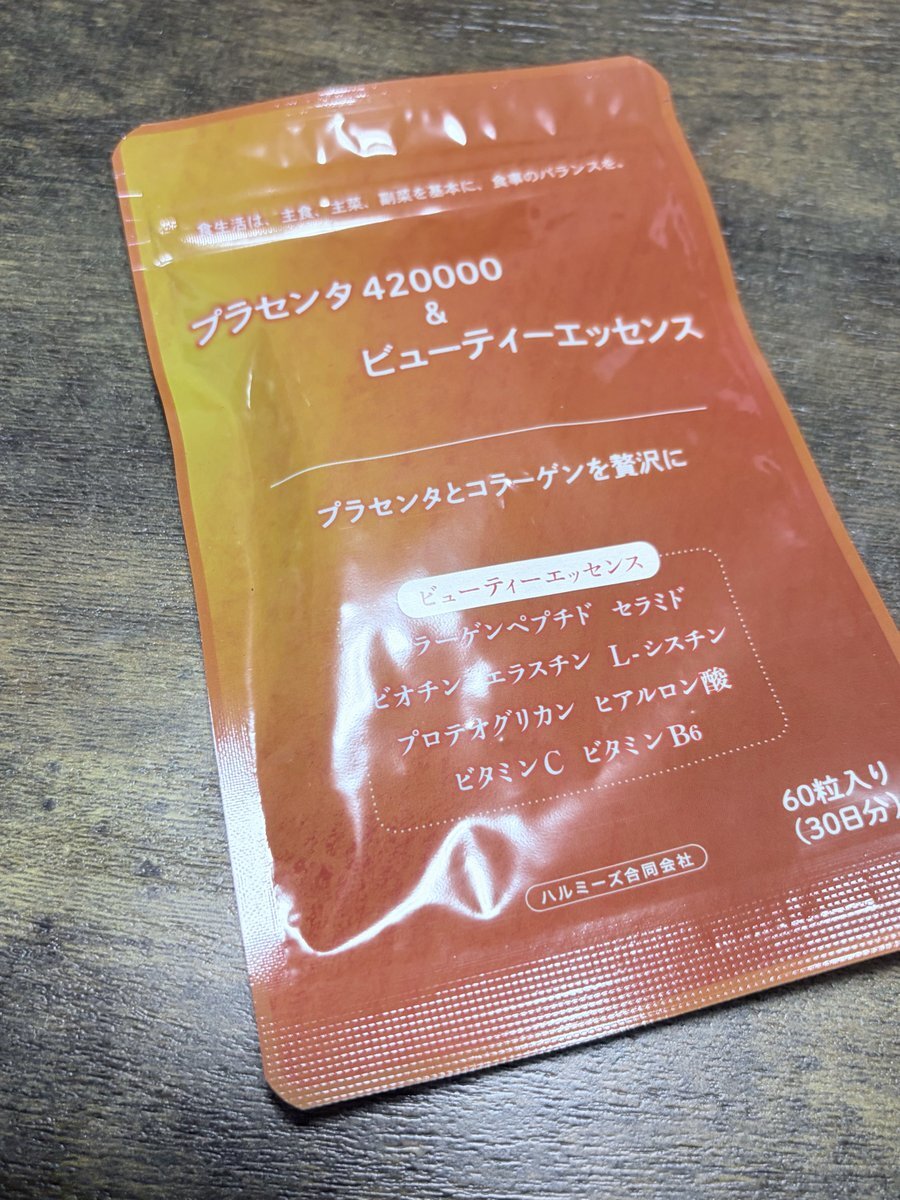 食生活は、主食、主菜、副菜を基本に、食事のバランスを。
プラセンタ420000
&
ビューティーエッセンス
プラセンタとコラーゲンを贅沢に
ビューティーエッセンス
ラーゲンペプチド セラミド
ビオチン エラスチン L-シスチン
プロテオグリカン ヒアルロン酸
ビタミンC ビタミンB6
60粒入り
(30日分)
ハルミーズ合同会社